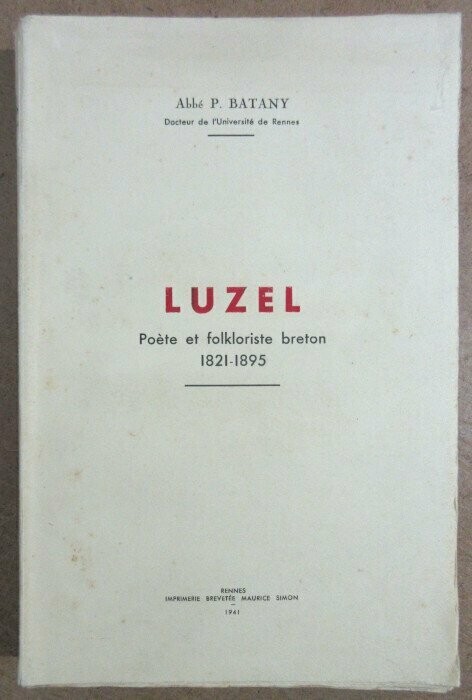 Abbé P. BATANY
Docteur de l'Université de Rennes
LUZEL
Poète et folkloriste breton
1821-1895
RENNES
IMPRIMERIE BREVETÉE MAURICE SIMON
—
1941